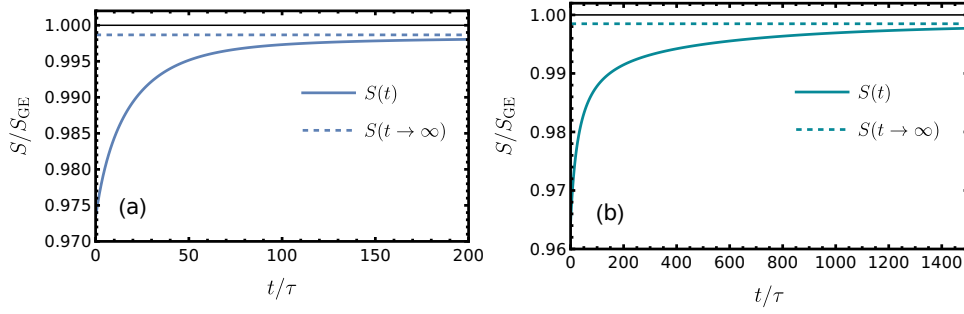 1.000
0.995
0.990
0.985
0.980
0.975
0.970
S/S_GE
S(t)
S(t → ∞)
(a)
0 50 100 150 200
t/τ
1.00
0.99
0.98
0.97
0.96
S/S_GE
S(t)
S(t → ∞)
(b)
0 200 400 600 800 1000 1200 1400
t/τ